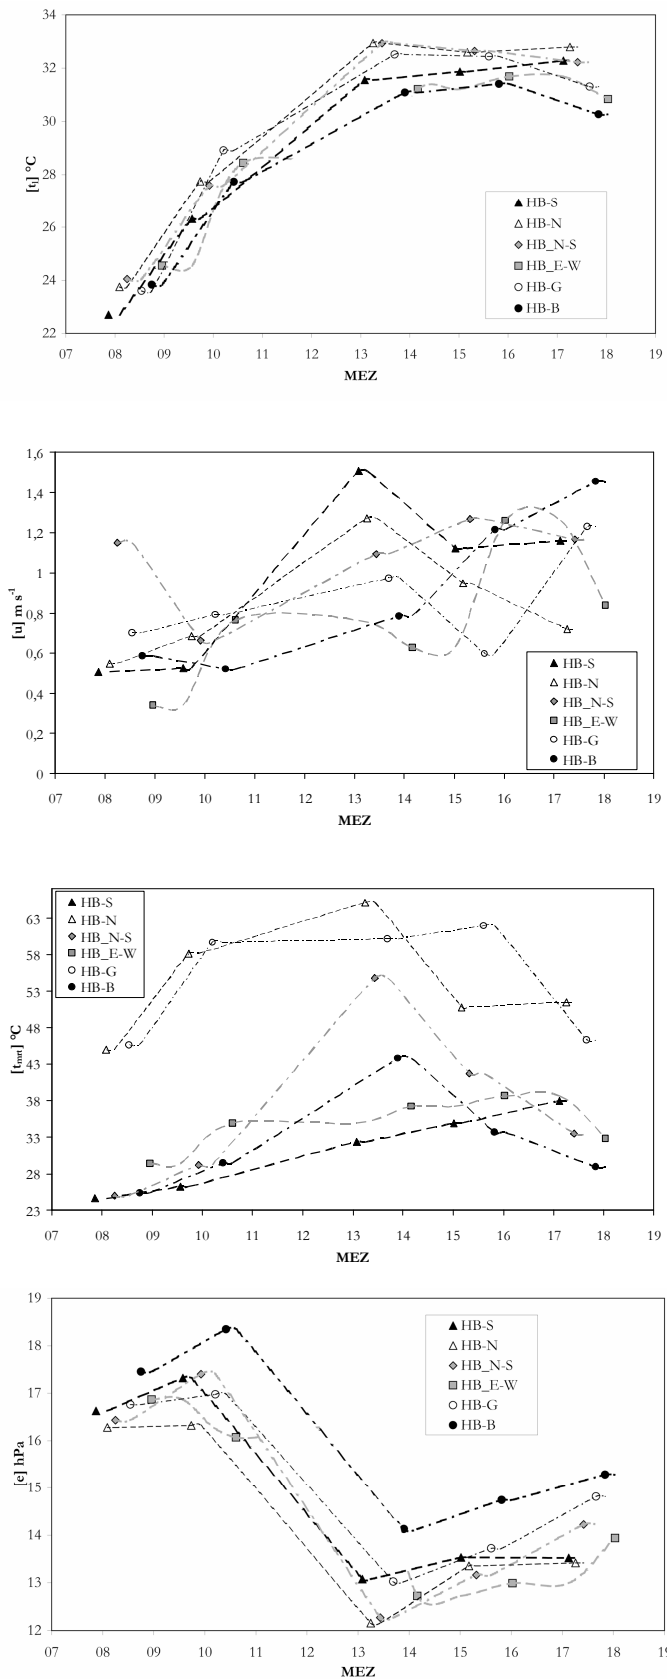 34
32
30
28
26
24
22
[tₗ] °C
HB-S
HB-N
HB_N-S
HB_E-W
HB-G
HB-B
07 08 09 10 11 12 13 14 15 16 17 18 19
MEZ
1,6
1,4
1,2
1
0,8
0,6
0,4
0,2
0
[u] m s⁻¹
HB-S
HB-N
HB_N-S
HB_E-W
HB-G
HB-B
07 08 09 10 11 12 13 14 15 16 17 18 19
MEZ
HB-S
HB-N
HB_N-S
HB_E-W
HB-G
HB-B
63
58
53
48
43
38
33
28
23
[tₘᵣₜ] °C
07 08 09 10 11 12 13 14 15 16 17 18 19
MEZ
19
18
17
16
15
14
13
12
[e] hPa
HB-S
HB-N
HB_N-S
HB_E-W
HB-G
HB-B
07 08 09 10 11 12 13 14 15 16 17 18 19
MEZ